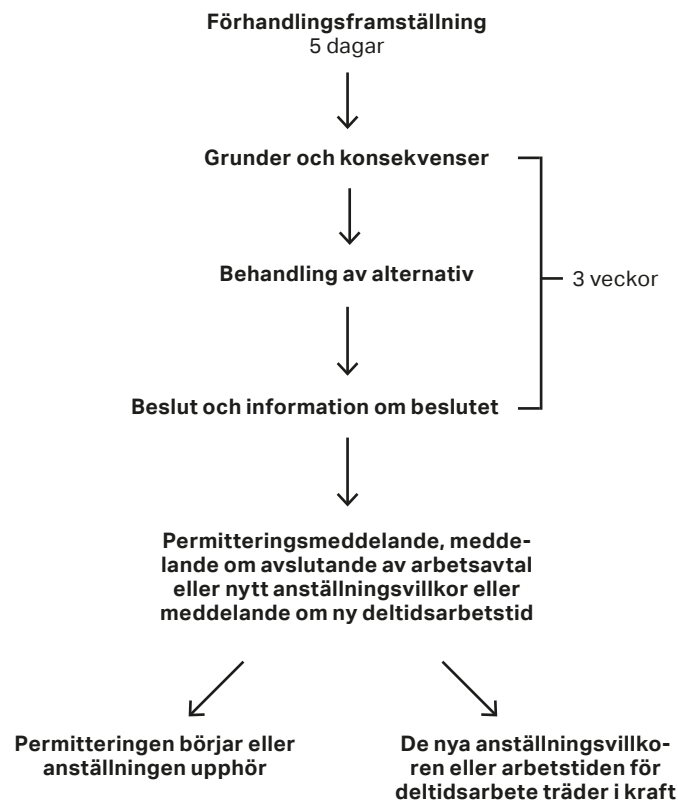 Förhandlingsframställning
5 dagar
Grunder och konsekvenser
Behandling av alternativ
3 veckor
Beslut och information om beslutet
Permitteringsmeddelande, medde-
lande om avslutande av arbetsavtal
eller nytt anställningsvillkor eller
meddelande om ny deltidsarbetstid
Permitteringen börjar eller
anställningen upphör
De nya anställningsvillko-
ren eller arbetstiden för
deltidsarbete träder i kraft